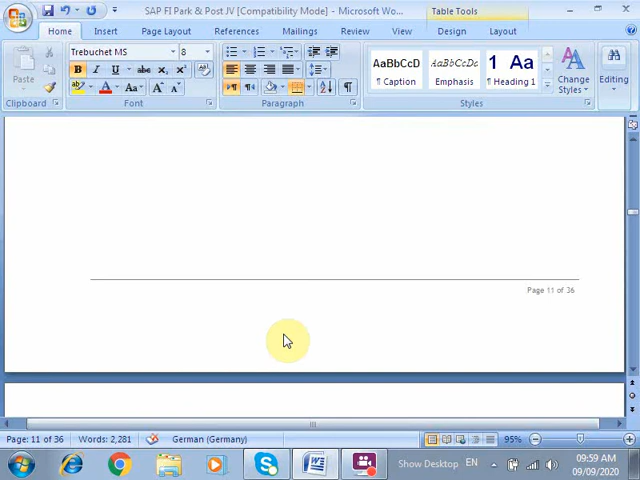 SAP FI Park & Post JV [Compatibility Mode] - Microsoft Wo...
Table Tools
Home
Insert
Page Layout
References
Mailings
Review
View
Design
Layout
Paste
Clipboard
Trebuchet MS
8
B I U abc x₂ x²
ab A Aa A A
Font
Paragraph
AaBbCcDc
¶ Caption
AaBbCcDc
Emphasis
1 Aa
¶ Heading 1
Change
Styles
Styles
Editing
Page 11 of 36
Page: 11 of 36
Words: 2,281
German (Germany)
95%
Show Desktop
EN
09:59 AM
09/09/2020